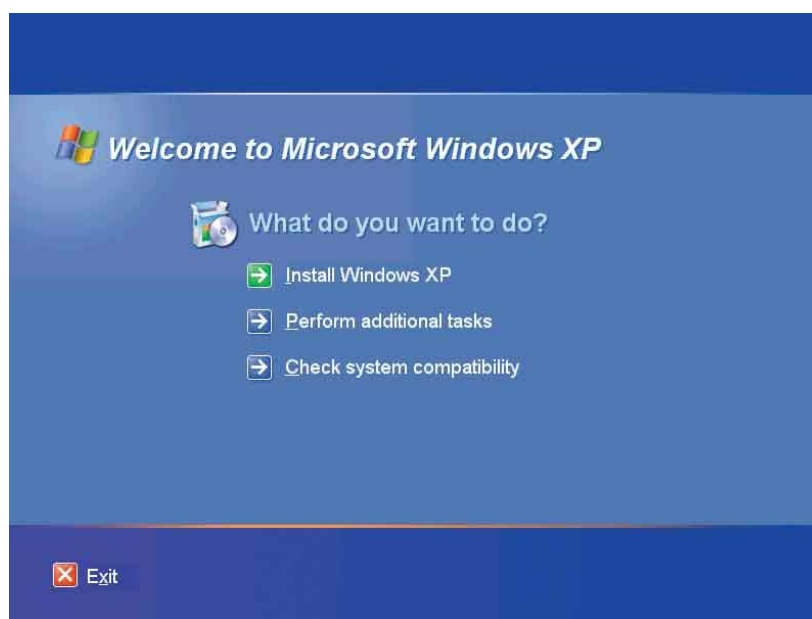 Welcome to Microsoft Windows XP
What do you want to do?
Install Windows XP
Perform additional tasks
Check system compatibility
Exit